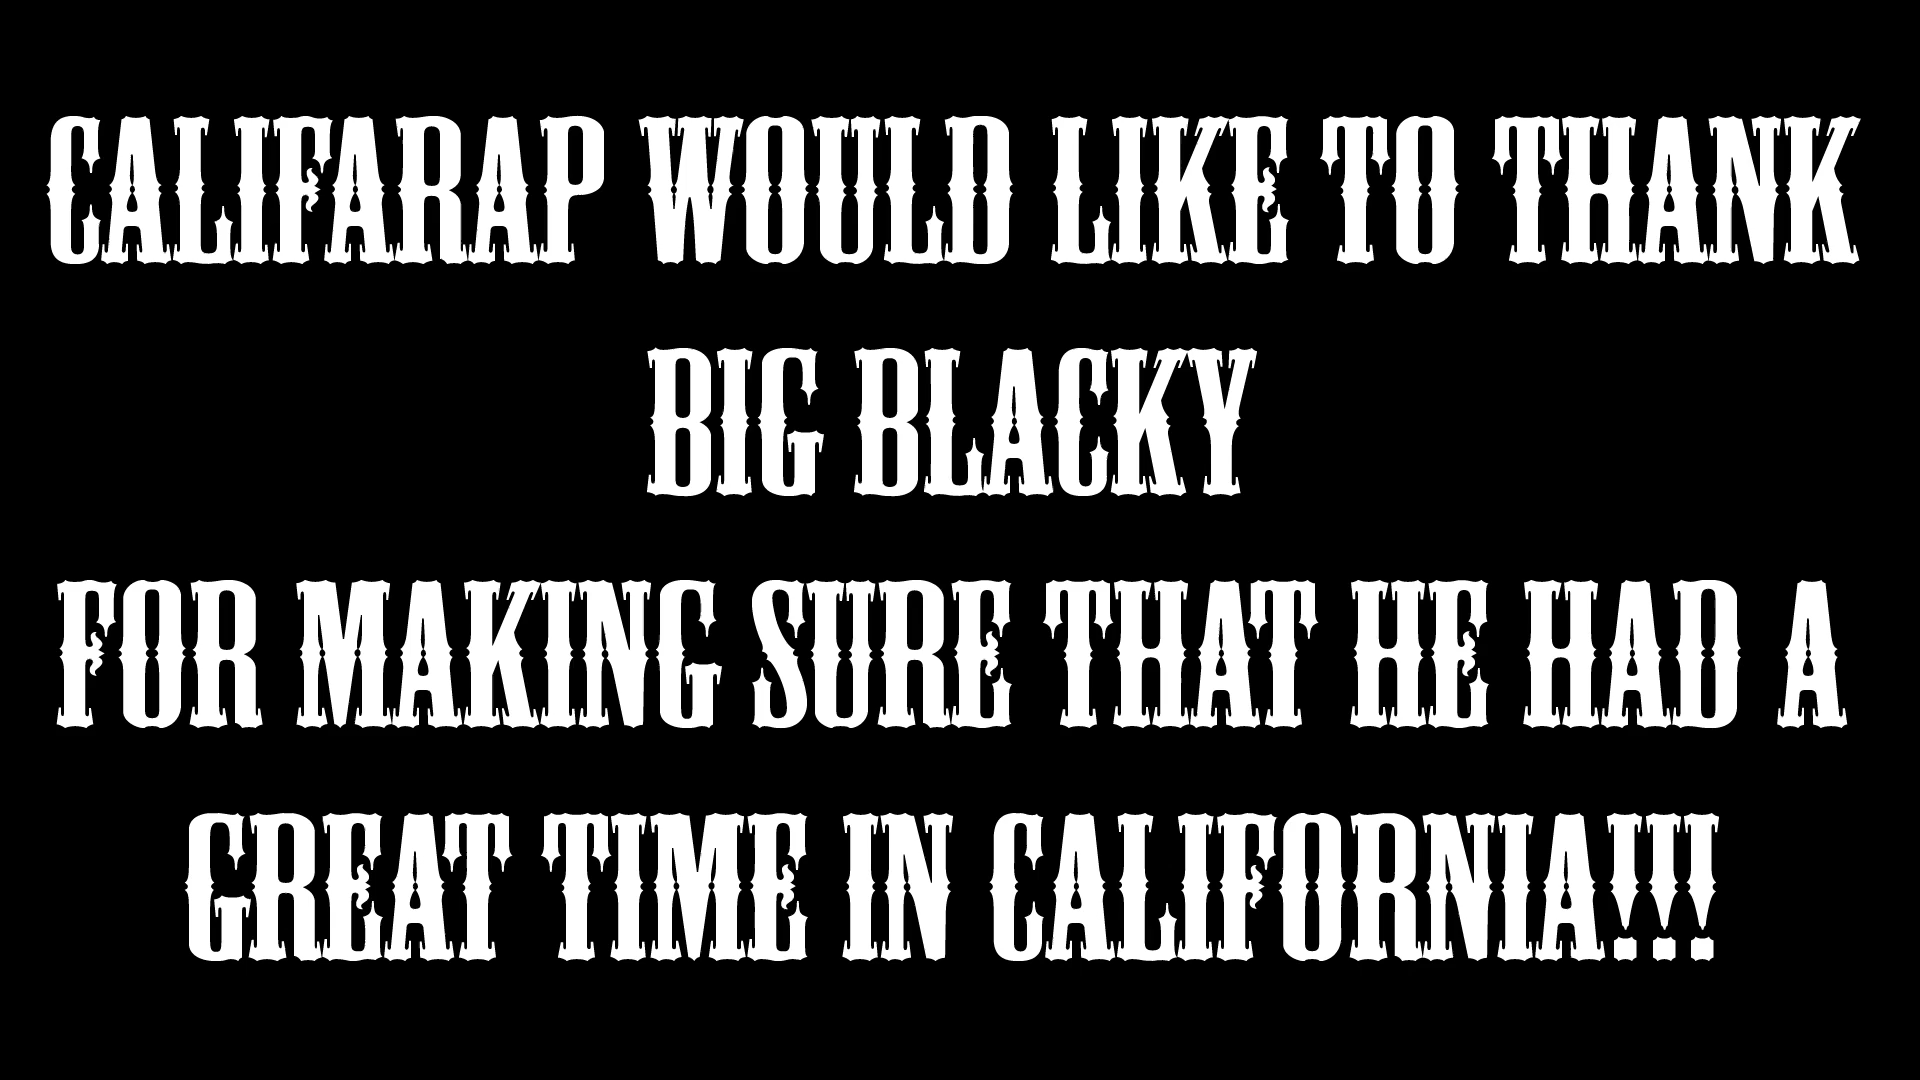 CALIFARAP WOULD LIKE TO THANK
BIG BLACKY
FOR MAKING SURE THAT HE HAD A
GREAT TIME IN CALIFORNIA!!!